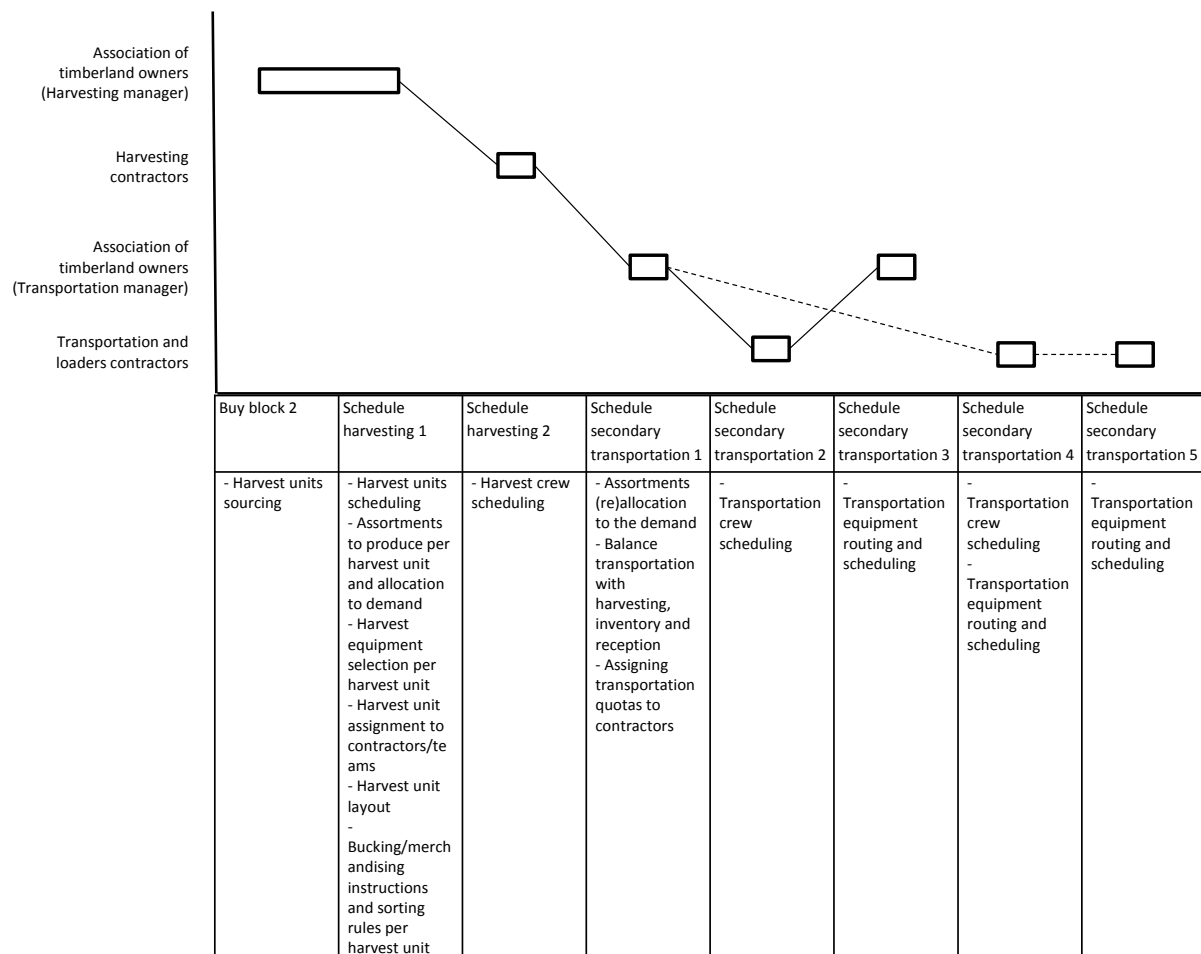 Association of
timberland owners
(Harvesting manager)
Harvesting
contractors
Association of
timberland owners
(Transportation manager)
Transportation and
loaders contractors
Buy block 2
Schedule
harvesting 1
Schedule
harvesting 2
Schedule
secondary
transportation 1
Schedule
secondary
transportation 2
Schedule
secondary
transportation 3
Schedule
secondary
transportation 4
Schedule
secondary
transportation 5
- Harvest units
sourcing
- Harvest units
scheduling
- Assortments
to produce per
harvest unit
and allocation
to demand
- Harvest
equipment
selection per
harvest unit
- Harvest unit
assignment to
contractors/te
ams
- Harvest unit
layout
-
Bucking/merch
andising
instructions
and sorting
rules per
harvest unit
- Harvest crew
scheduling
- Assortments
(re)allocation
to the demand
- Balance
transportation
with
harvesting,
inventory and
reception
- Assigning
transportation
quotas to
contractors
-
Transportation
crew
scheduling
-
Transportation
equipment
routing and
scheduling
-
Transportation
crew
scheduling
-
Transportation
equipment
routing and
scheduling
-
Transportation
equipment
routing and
scheduling